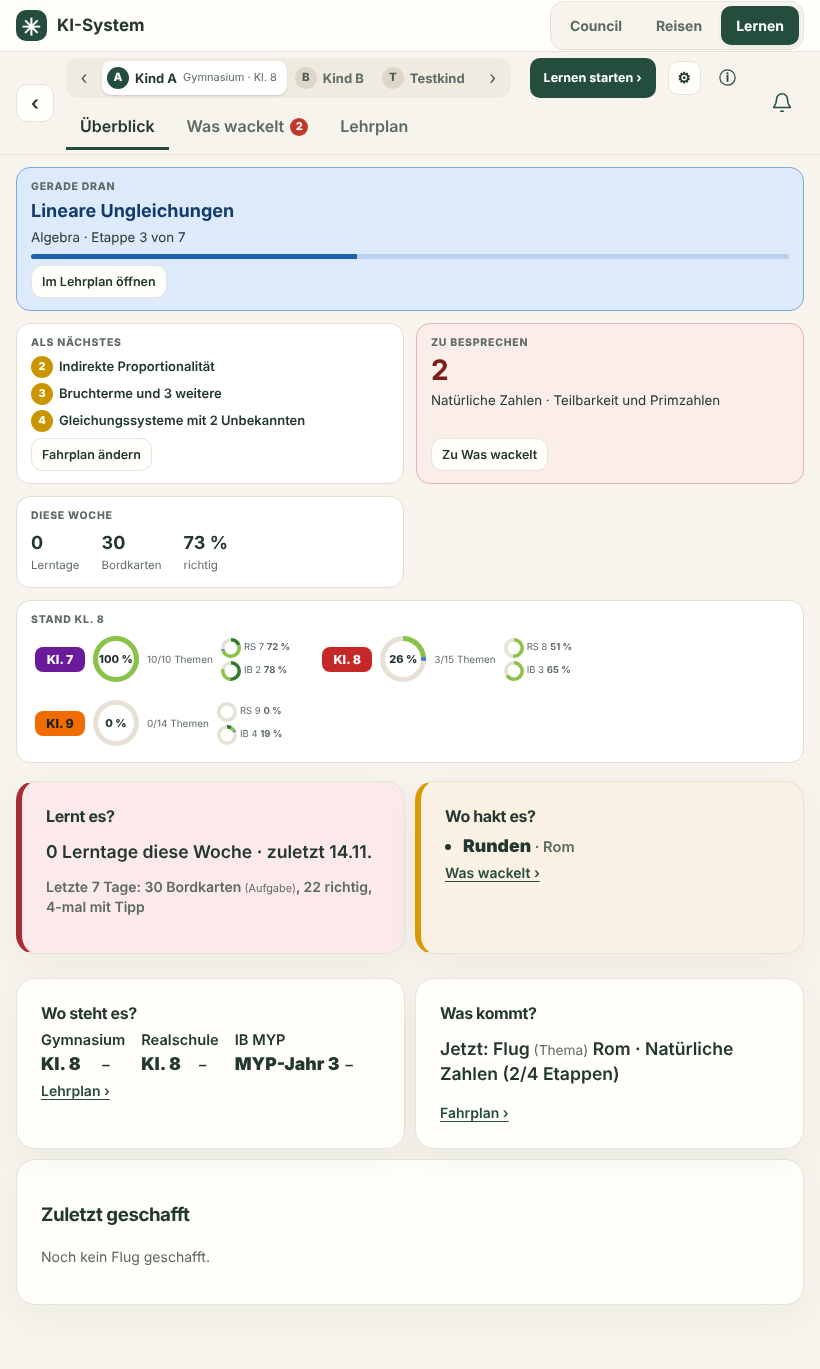 KI-System
Council Reisen Lernen
‹ A Kind A Gymnasium · Kl. 8 B Kind B T Testkind › Lernen starten ›
‹
Überblick Was wackelt 2 Lehrplan
GERADE DRAN
Lineare Ungleichungen
Algebra · Etappe 3 von 7
Im Lehrplan öffnen
ALS NÄCHSTES
2 Indirekte Proportionalität
3 Bruchterme und 3 weitere
4 Gleichungssysteme mit 2 Unbekannten
Fahrplan ändern
ZU BESPRECHEN
2
Natürliche Zahlen · Teilbarkeit und Primzahlen
Zu Was wackelt
DIESE WOCHE
0 30 73 %
Lerntage Bordkarten richtig
STAND KL. 8
Kl. 7 100 % 10/10 Themen RS 7 72 % IB 2 78 %
Kl. 8 26 % 3/15 Themen RS 8 51 % IB 3 65 %
Kl. 9 0 % 0/14 Themen RS 9 0 % IB 4 19 %
Lernt es?
0 Lerntage diese Woche · zuletzt 14.11.
Letzte 7 Tage: 30 Bordkarten (Aufgabe), 22 richtig,
4-mal mit Tipp
Wo hakt es?
• Runden · Rom
Was wackelt ›
Wo steht es?
Gymnasium Realschule IB MYP
Kl. 8 – Kl. 8 – MYP-Jahr 3 –
Lehrplan ›
Was kommt?
Jetzt: Flug (Thema) Rom · Natürliche
Zahlen (2/4 Etappen)
Fahrplan ›
Zuletzt geschafft
Noch kein Flug geschafft.